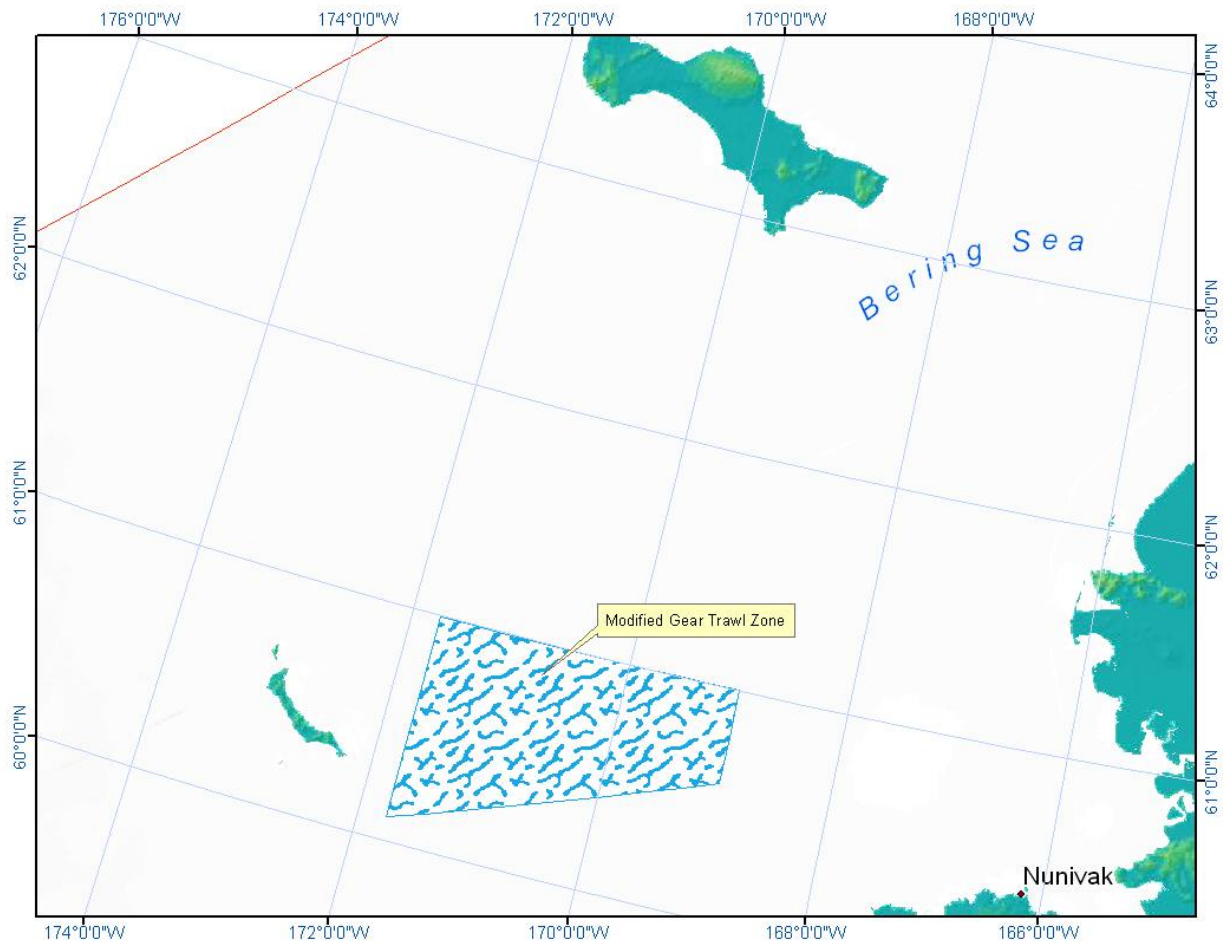 176°0'0"W 174°0'0"W 172°0'0"W 170°0'0"W 168°0'0"W
64°0'0"N
62°0'0"N
Bering Sea
63°0'0"N
61°0'0"N
62°0'0"N
Modified Gear Trawl Zone
60°0'0"N
61°0'0"N
Nunivak
174°0'0"W 172°0'0"W 170°0'0"W 168°0'0"W 166°0'0"W